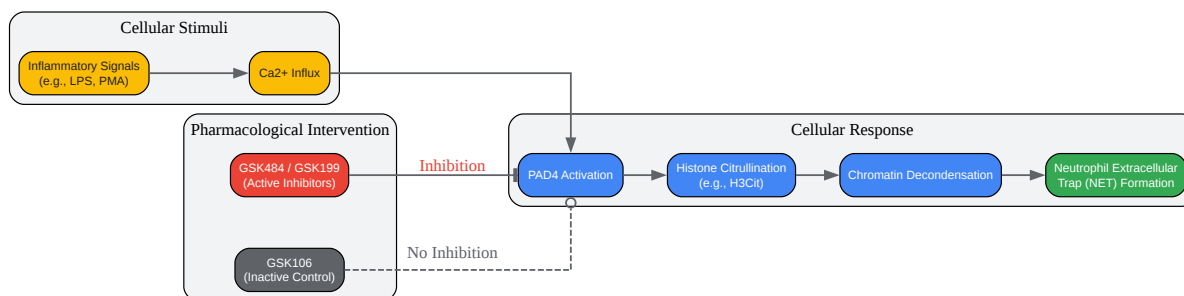 Cellular Stimuli
Inflammatory Signals
(e.g., LPS, PMA)
Ca2+ Influx
Pharmacological Intervention
GSK484 / GSK199
(Active Inhibitors)
Inhibition
GSK106
(Inactive Control)
No Inhibition
Cellular Response
PAD4 Activation
Histone Citrullination
(e.g., H3Cit)
Chromatin Decondensation
Neutrophil Extracellular
Trap (NET) Formation